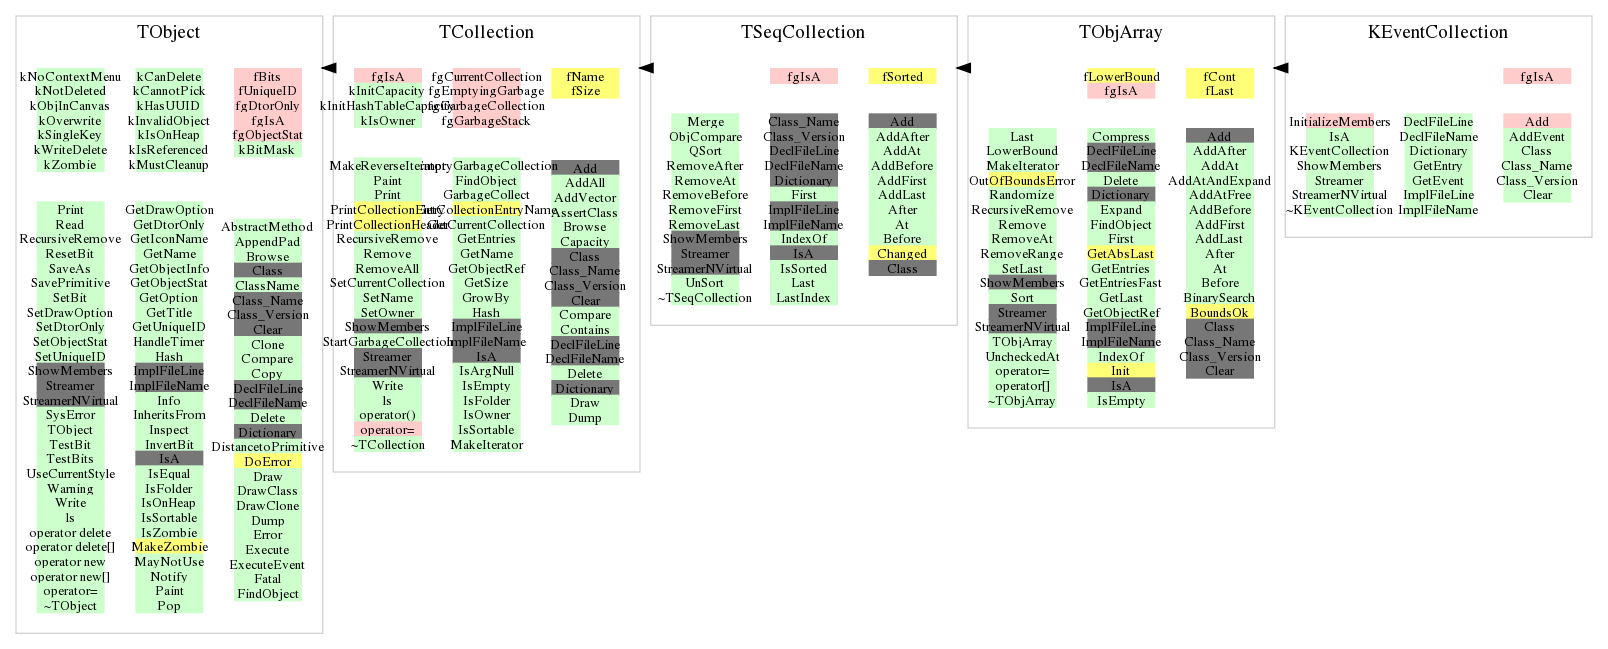 TObject
kNoContextMenu
kNotDeleted
kObjInCanvas
kOverwrite
kSingleKey
kWriteDelete
kZombie
kCanDelete
kCannotPick
kHasUUID
kInvalidObject
kIsOnHeap
kIsReferenced
kMustCleanup
fBits
fUniqueID
fgDtorOnly
fgIsA
fgObjectStat
kBitMask
Print
Read
RecursiveRemove
ResetBit
SaveAs
SavePrimitive
SetBit
SetDrawOption
SetDtorOnly
SetObjectStat
SetUniqueID
ShowMembers
Streamer
StreamerNVirtual
SysError
TObject
TestBit
TestBits
UseCurrentStyle
Warning
Write
ls
operator delete
operator delete[]
operator new
operator new[]
operator=
~TObject
GetDrawOption
GetDtorOnly
GetIconName
GetName
GetObjectInfo
GetObjectStat
GetOption
GetTitle
GetUniqueID
HandleTimer
Hash
ImplFileLine
ImplFileName
Info
InheritsFrom
Inspect
InvertBit
IsA
IsEqual
IsFolder
IsOnHeap
IsSortable
IsZombie
MakeZombie
MayNotUse
Notify
Paint
Pop
AbstractMethod
AppendPad
Browse
Class
ClassName
Class_Name
Class_Version
Clear
Clone
Compare
Copy
DeclFileLine
DeclFileName
Delete
Dictionary
DistancetoPrimitive
DoError
Draw
DrawClass
DrawClone
Dump
Error
Execute
ExecuteEvent
Fatal
FindObject
TCollection
fgIsA
kInitCapacity
kInitHashTableCapacity
kIsOwner
fgCurrentCollection
fgEmptyingGarbage
fgGarbageCollection
fgGarbageStack
fName
fSize
MakeReverseIterator
Paint
Print
PrintCollectionEntry
PrintCollectionHeader
RecursiveRemove
Remove
RemoveAll
SetCurrentCollection
SetName
SetOwner
ShowMembers
StartGarbageCollection
Streamer
StreamerNVirtual
Write
ls
operator()
operator=
~TCollection
EmptyGarbageCollection
FindObject
GarbageCollect
GetCollectionEntryName
GetCurrentCollection
GetEntries
GetName
GetObjectRef
GetSize
GrowBy
Hash
ImplFileLine
ImplFileName
IsA
IsArgNull
IsEmpty
IsFolder
IsOwner
IsSortable
MakeIterator
Add
AddAll
AddVector
AssertClass
Browse
Capacity
Class
Class_Name
Class_Version
Clear
Compare
Contains
DeclFileLine
DeclFileName
Delete
Dictionary
Draw
Dump
TSeqCollection
fgIsA
fSorted
Merge
ObjCompare
QSort
RemoveAfter
RemoveAt
RemoveBefore
RemoveFirst
RemoveLast
ShowMembers
Streamer
StreamerNVirtual
UnSort
~TSeqCollection
Class_Name
Class_Version
DeclFileLine
DeclFileName
Dictionary
First
ImplFileLine
ImplFileName
IndexOf
IsA
IsSorted
Last
LastIndex
Add
AddAfter
AddAt
AddBefore
AddFirst
AddLast
After
At
Before
Changed
Class
TObjArray
fLowerBound
fgIsA
fCont
fLast
Last
LowerBound
MakeIterator
OutOfBoundsError
Randomize
RecursiveRemove
Remove
RemoveAt
RemoveRange
SetLast
ShowMembers
Sort
Streamer
StreamerNVirtual
TObjArray
UncheckedAt
operator=
operator[]
~TObjArray
Compress
DeclFileLine
DeclFileName
Delete
Dictionary
Expand
FindObject
First
GetAbsLast
GetEntries
GetEntriesFast
GetLast
GetObjectRef
ImplFileLine
ImplFileName
IndexOf
Init
IsA
IsEmpty
Add
AddAfter
AddAt
AddAtAndExpand
AddAtFree
AddBefore
AddFirst
AddLast
After
At
Before
BinarySearch
BoundsOk
Class
Class_Name
Class_Version
Clear
KEventCollection
fgIsA
InitializeMembers
IsA
KEventCollection
ShowMembers
Streamer
StreamerNVirtual
~KEventCollection
DeclFileLine
DeclFileName
Dictionary
GetEntry
GetEvent
ImplFileLine
ImplFileName
Add
AddEvent
Class
Class_Name
Class_Version
Clear